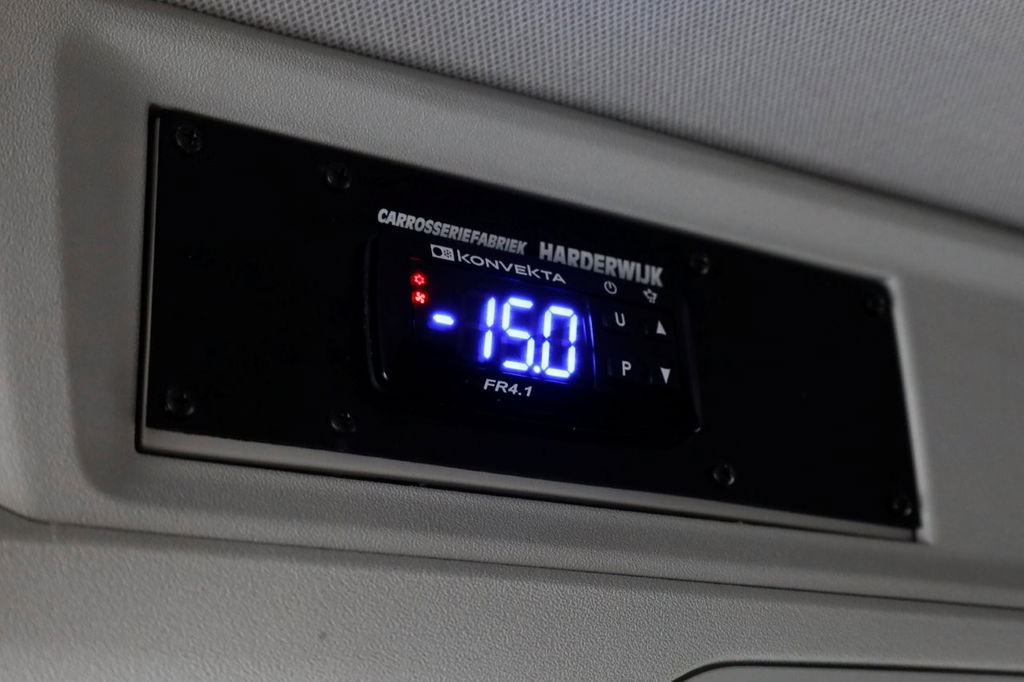 CARROSSERIEFABRIEK HARDERWIJK
KONVEKTA
-15.0
U
P
FR4.1